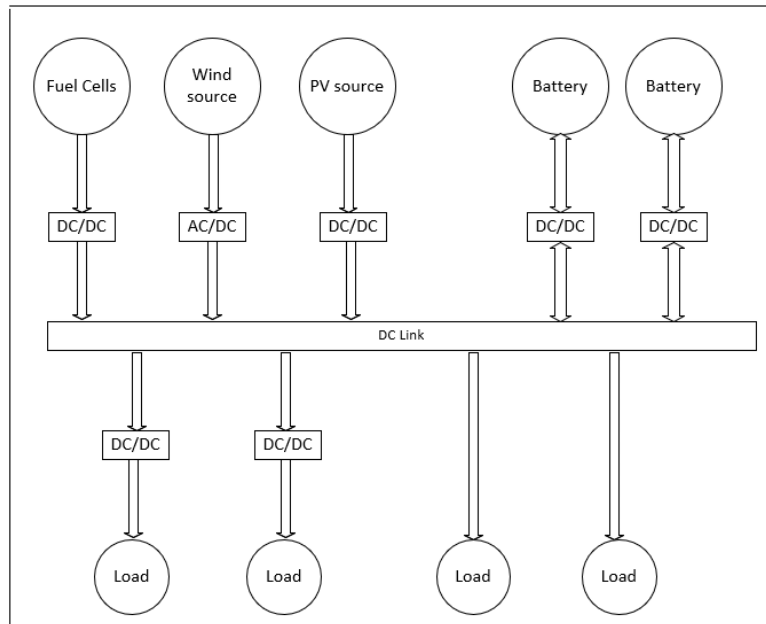 Fuel Cells
Wind
source
PV source
Battery
Battery
DC/DC
AC/DC
DC/DC
DC/DC
DC/DC
DC Link
DC/DC
DC/DC
Load
Load
Load
Load